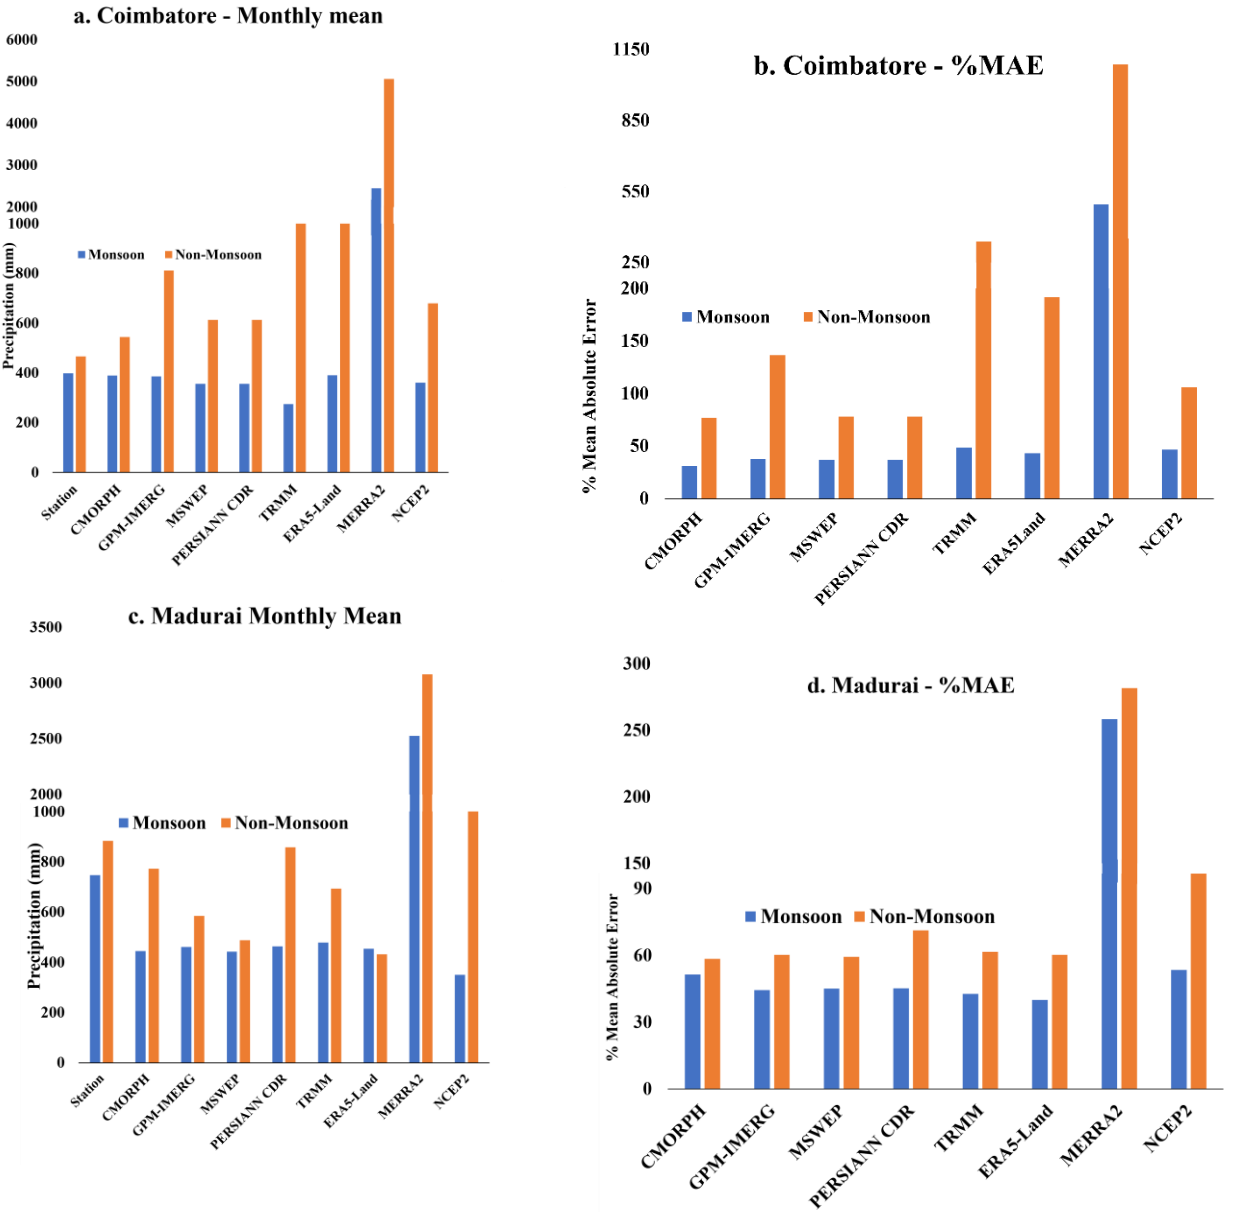 a. Coimbatore - Monthly mean
6000
5000
4000
3000
2000
1000
800
600
400
200
0
Precipitation (mm)
Monsoon Non-Monsoon
Station CMORPH GPM-IMERG MSWEP PERSIANN CDR TRMM ERA5-Land MERRA2 NCEP2
b. Coimbatore - %MAE
1150
850
550
250
200
150
100
50
0
% Mean Absolute Error
Monsoon Non-Monsoon
CMORPH GPM-IMERG MSWEP PERSIANN CDR TRMM ERA5Land MERRA2 NCEP2
c. Madurai Monthly Mean
3500
3000
2500
2000
1000
800
600
400
200
0
Precipitation (mm)
Monsoon Non-Monsoon
Station CMORPH GPM-IMERG MSWEP PERSIANN CDR TRMM ERA5-Land MERRA2 NCEP2
d. Madurai - %MAE
300
250
200
150
90
60
30
0
% Mean Absolute Error
Monsoon Non-Monsoon
CMORPH GPM-IMERG MSWEP PERSIANN CDR TRMM ERA5-Land MERRA2 NCEP2